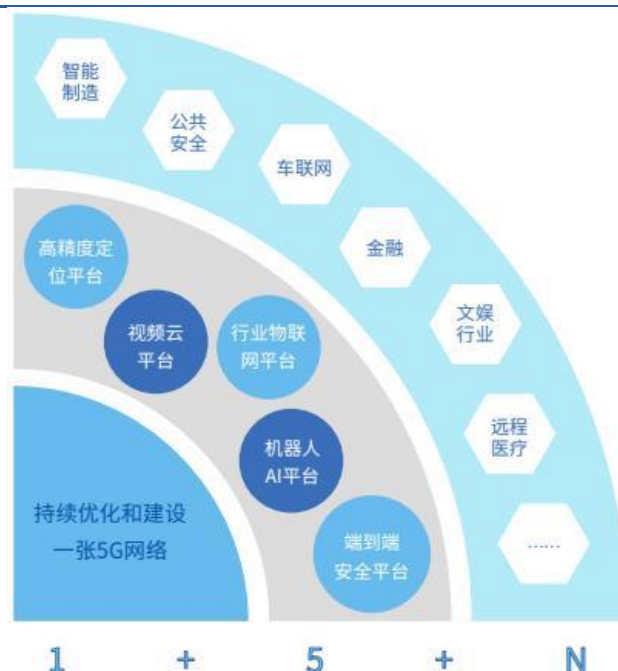 智能
制造
公共
安全
车联网
金融
文娱
行业
远程
医疗
……
高精度定
位平台
视频云
平台
行业物联
网平台
机器人
AI平台
端到端
安全平台
持续优化和建设
一张5G网络
1 + 5 + N